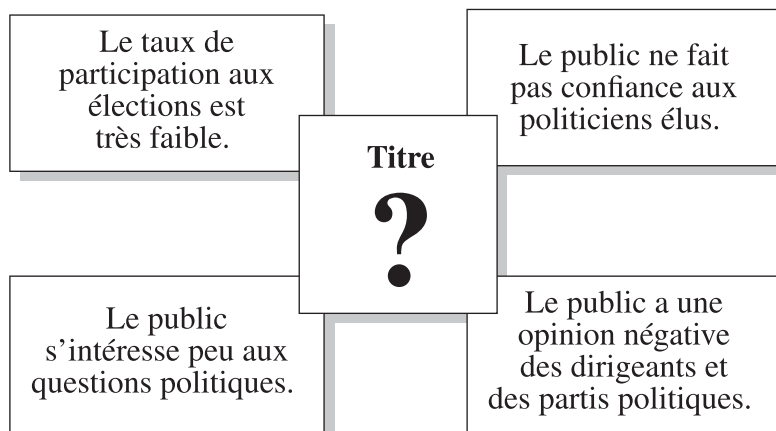 Le taux de
participation aux
élections est
très faible.
Le public ne fait
pas confiance aux
politiciens élus.
Titre
?
Le public
s'intéresse peu aux
questions politiques.
Le public a une
opinion négative
des dirigeants et
des partis politiques.